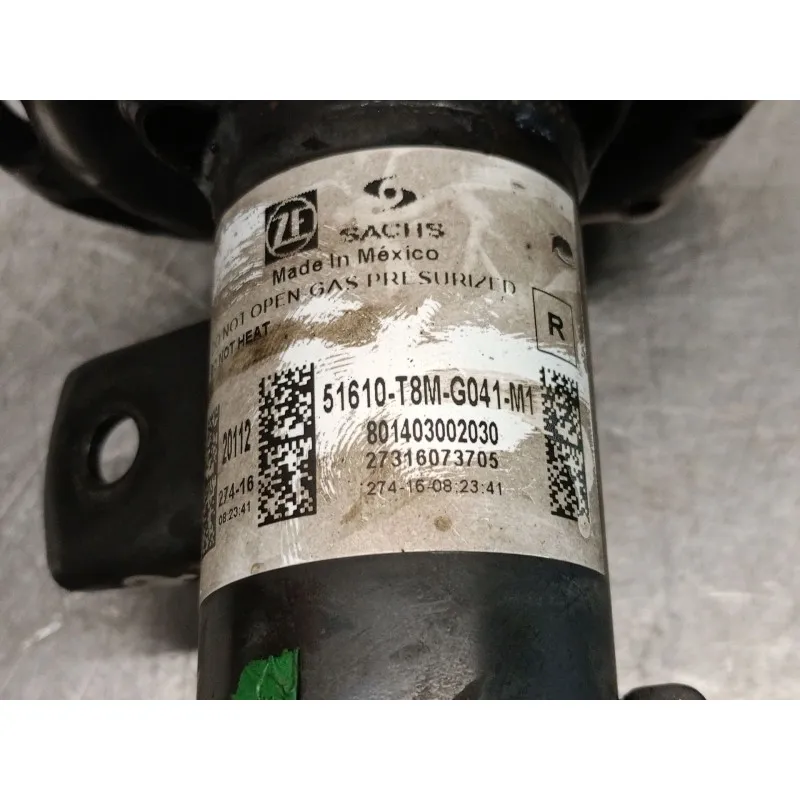 ZF
SACHS
Made In México
NOT OPEN-GAS PRESURIZED
NOT HEAT
R
51610-T8M-G041-M1
801403002030
27316073705
274-16-08:23:41
20112
274-16
08:23:41